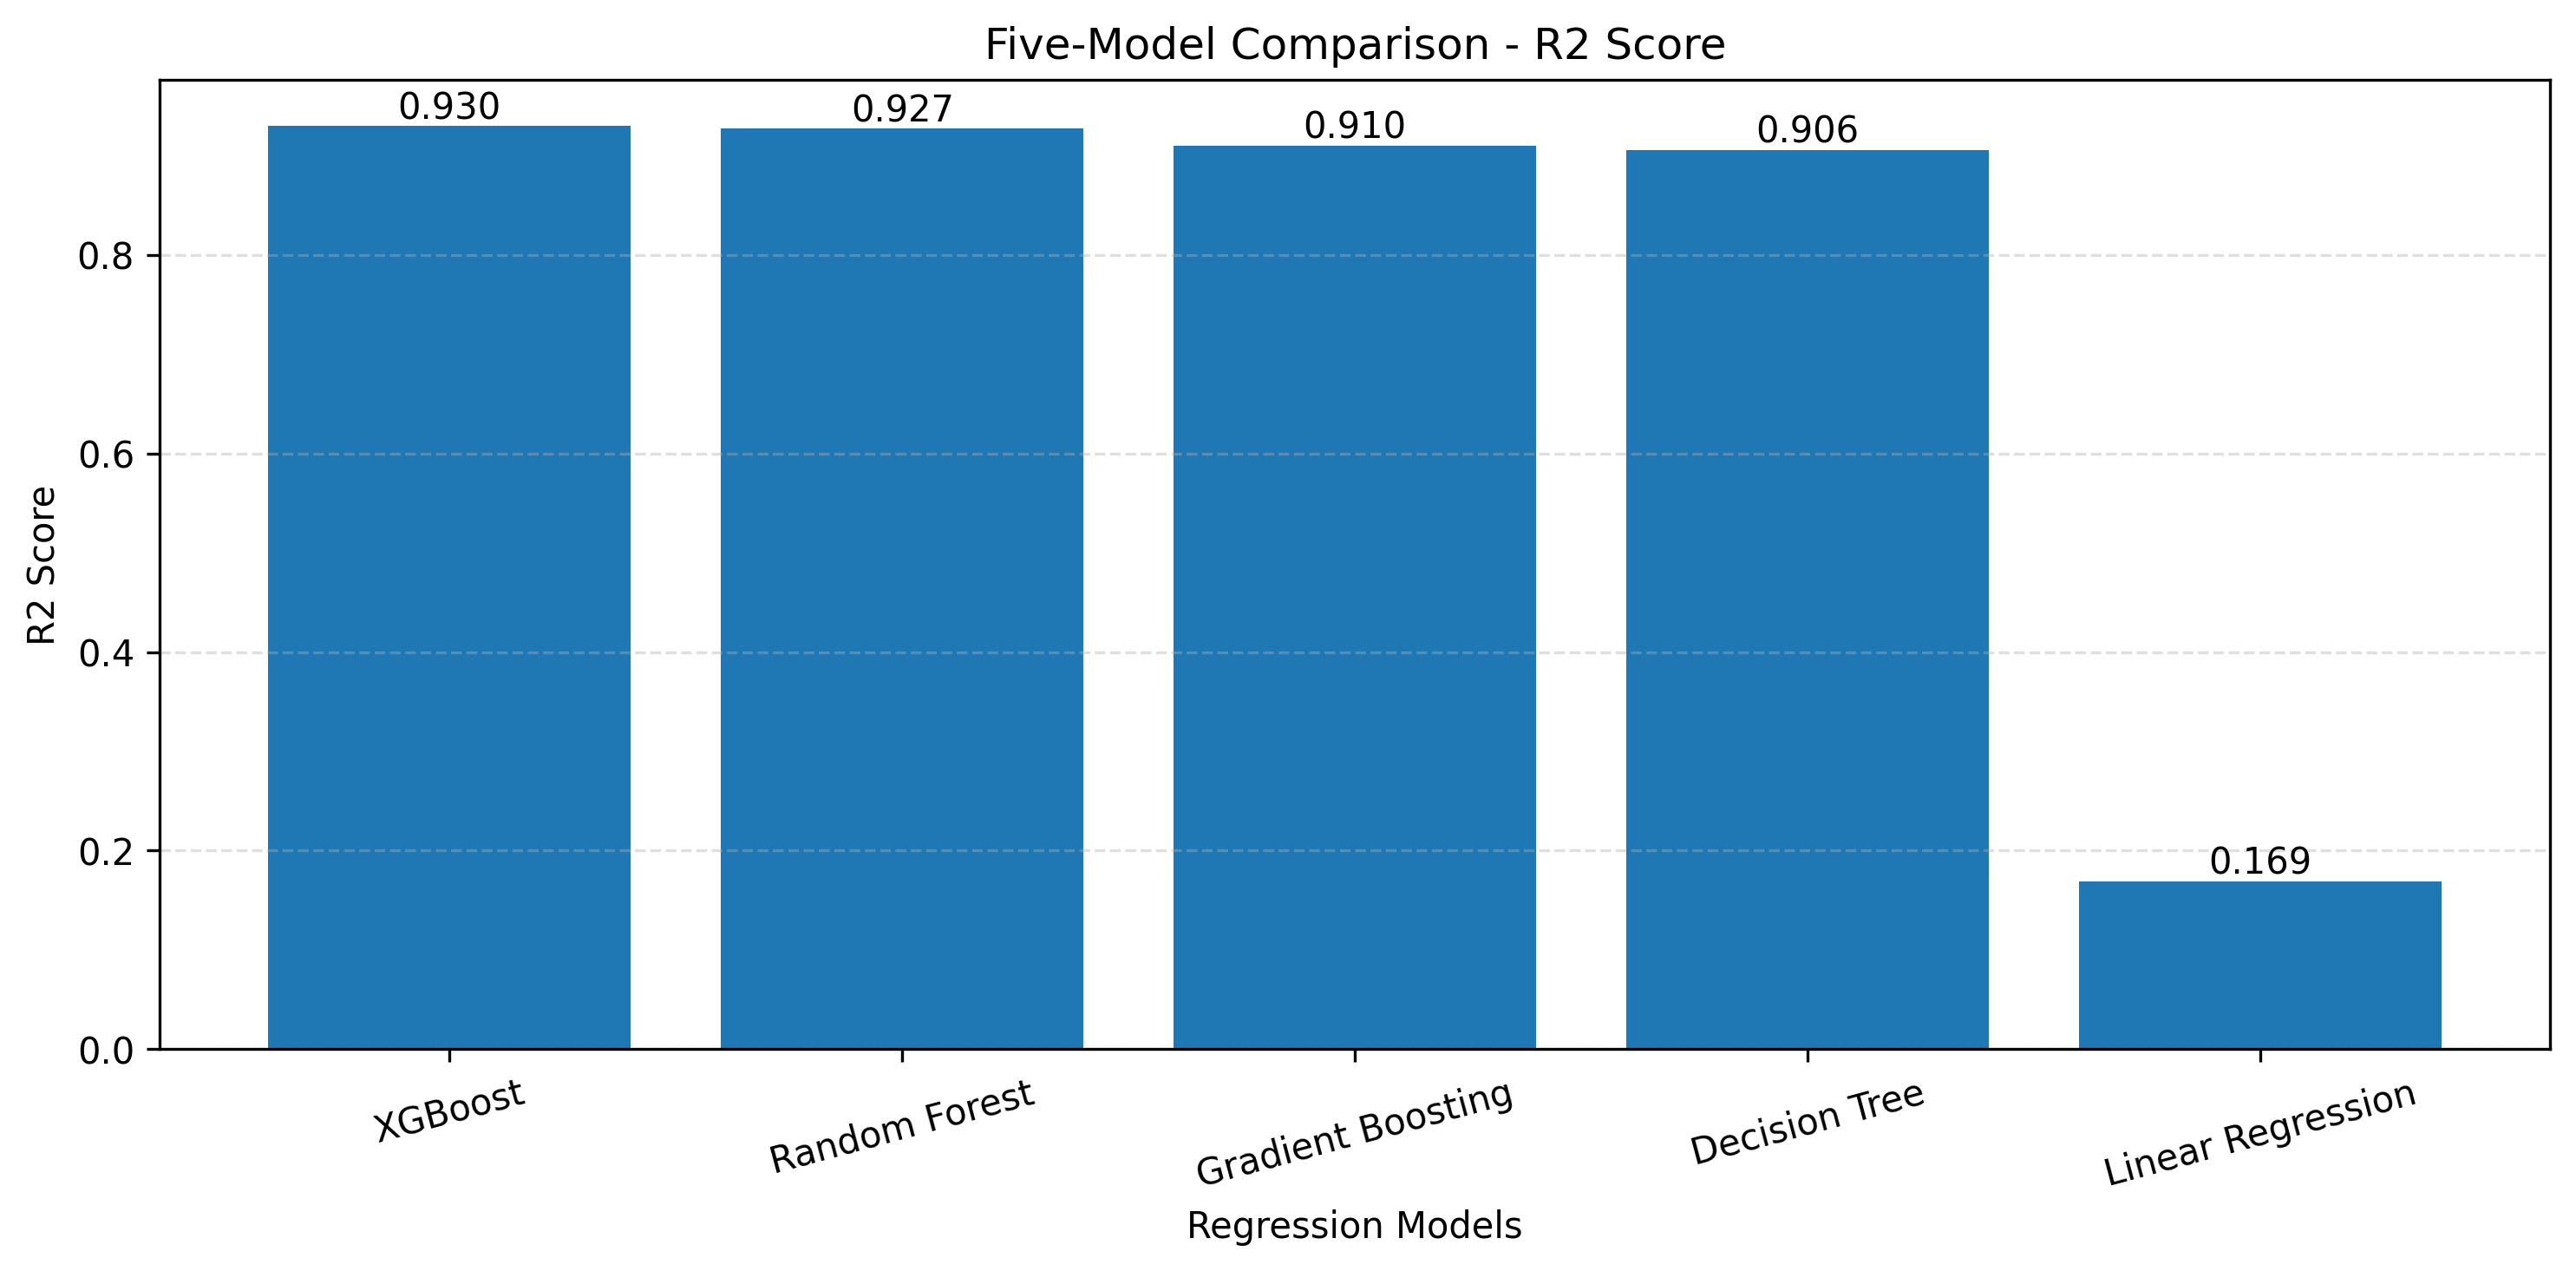 Five-Model Comparison - R2 Score
0.930
0.927
0.910
0.906
0.169
R2 Score
0.8
0.6
0.4
0.2
0.0
XGBoost
Random Forest
Gradient Boosting
Decision Tree
Linear Regression
Regression Models